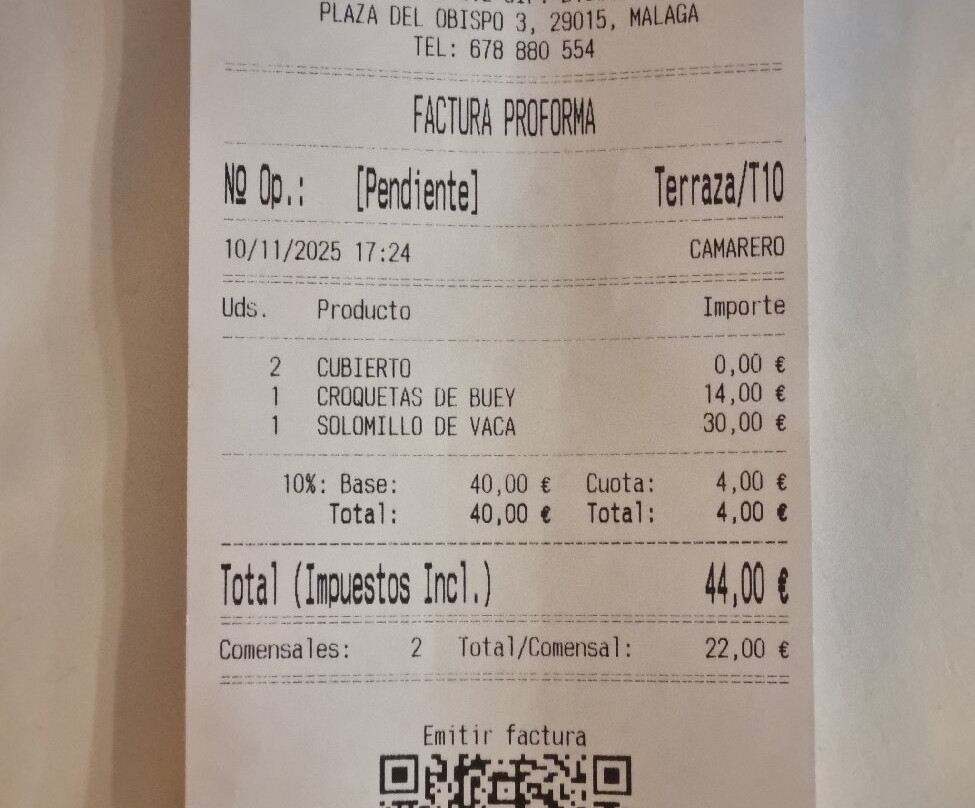 PLAZA DEL OBISPO 3, 29015, MALAGA
TEL: 678 880 554
FACTURA PROFORMA
Nº Op.: [Pendiente] Terraza/T10
10/11/2025 17:24 CAMARERO
Uds. Producto Importe
2 CUBIERTO 0,00 €
1 CROQUETAS DE BUEY 14,00 €
1 SOLOMILLO DE VACA 30,00 €
10%: Base: 40,00 € Cuota: 4,00 €
Total: 40,00 € Total: 4,00 €
Total (Impuestos Incl.) 44,00 €
Comensales: 2 Total/Comensal: 22,00 €
Emitir factura